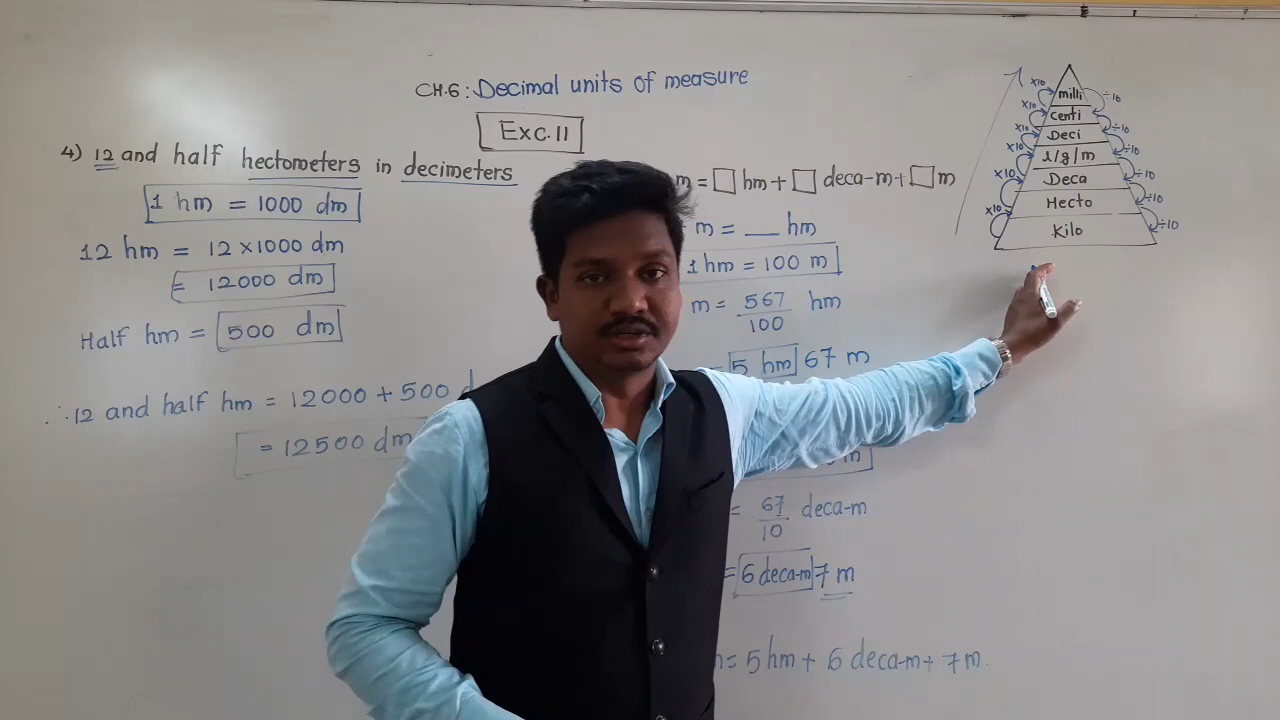 CH.6: Decimal units of measure
Exc.11
4) 12 and half hectometers in decimeters
1 hm = 1000 dm
12 hm = 12×1000 dm
= 12000 dm
Half hm = 500 dm
∴ 12 and half hm = 12000 + 500 d
= 12500 dm
m = □ hm + □ deca-m + □ m
m = __ hm
1 hm = 100 m
m = 567/100 hm
= 5 hm 67 m
m
= 67/10 deca-m
= 6 deca-m 7 m
= 5 hm + 6 deca-m + 7 m.
milli
centi
Deci
l/g/m
Deca
Hecto
Kilo
×10
×10
×10
×10
×10
×10
÷10
÷10
÷10
÷10
÷10
÷10